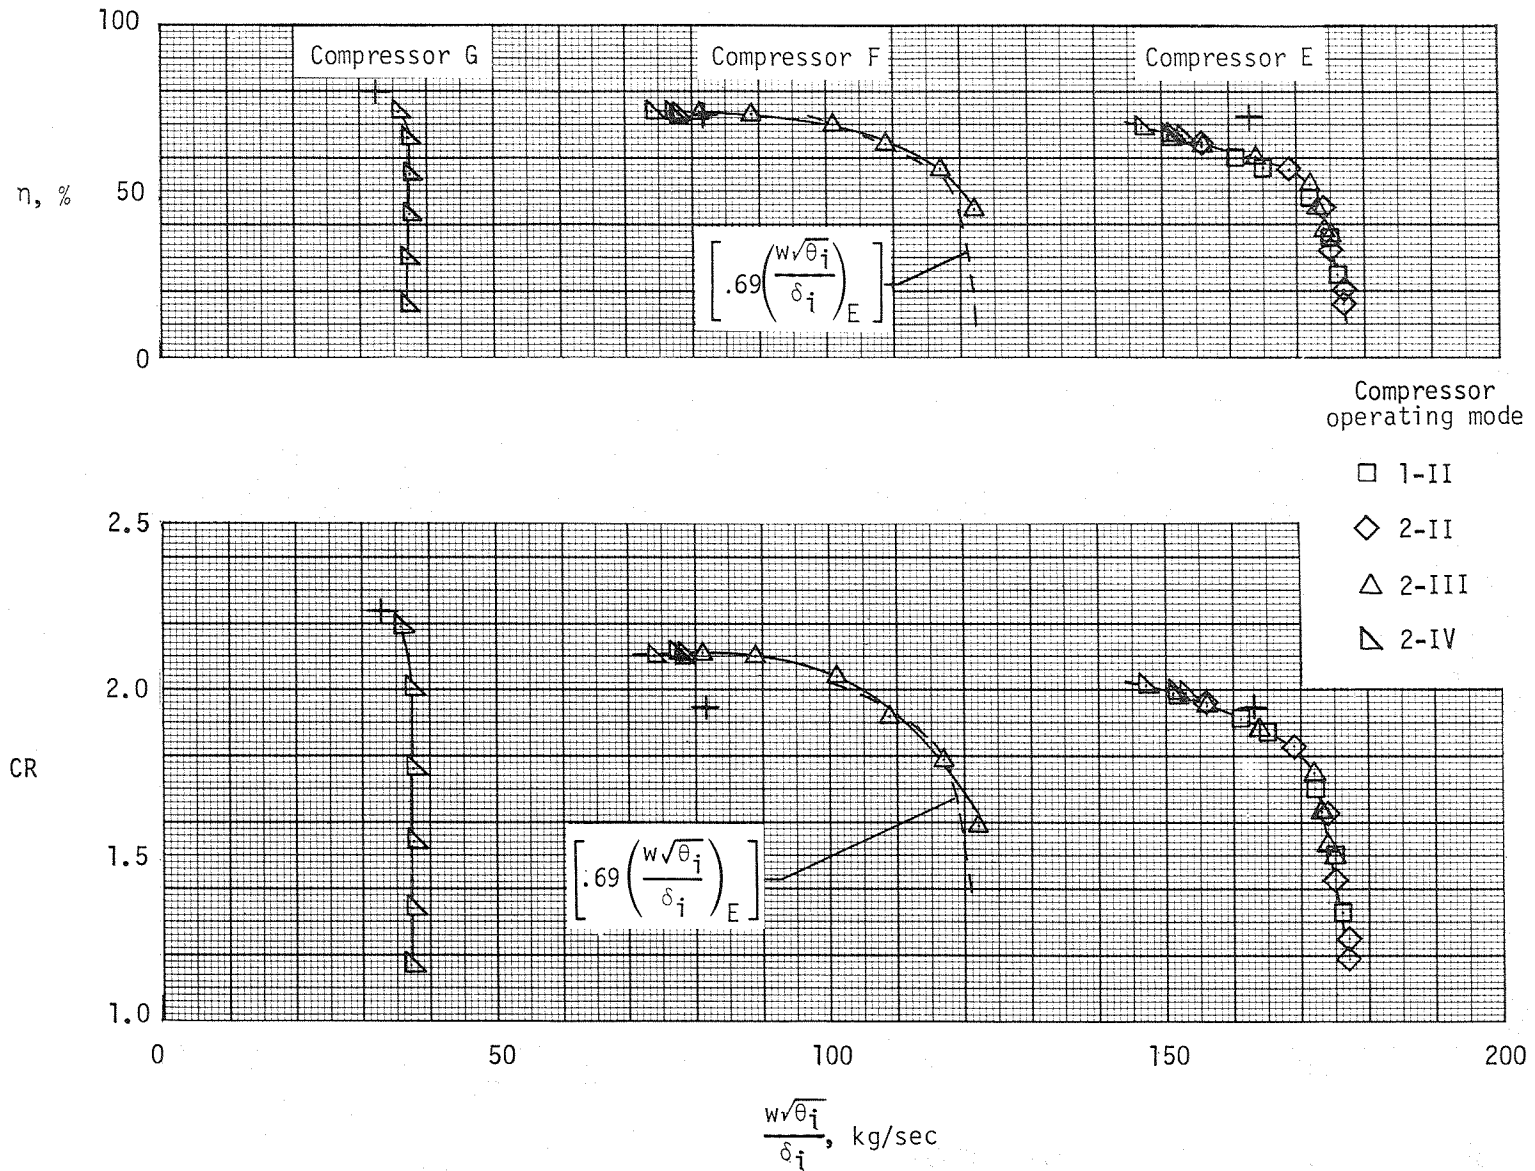 100
Compressor G
Compressor F
Compressor E
η, %
50
[.69(w√θi/δi)E]
0
Compressor
operating mode
1-II
2-II
2-III
2-IV
2.5
2.0
CR
1.5
[.69(w√θi/δi)E]
1.0
0 50 100 150 200
w√θi/δi, kg/sec